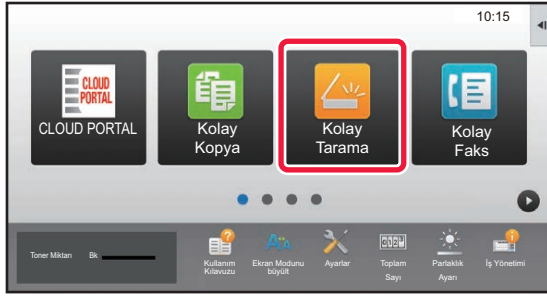 10:15
CLOUD
PORTAL
CLOUD PORTAL
Kolay
Kopya
Kolay
Tarama
Kolay
Faks
Toner Miktarı Bk
Kullanım
Kılavuzu
Ekran Modunu
büyült
Ayarlar
Toplam
Sayı
Parlaklık
Ayarı
İş Yönetimi